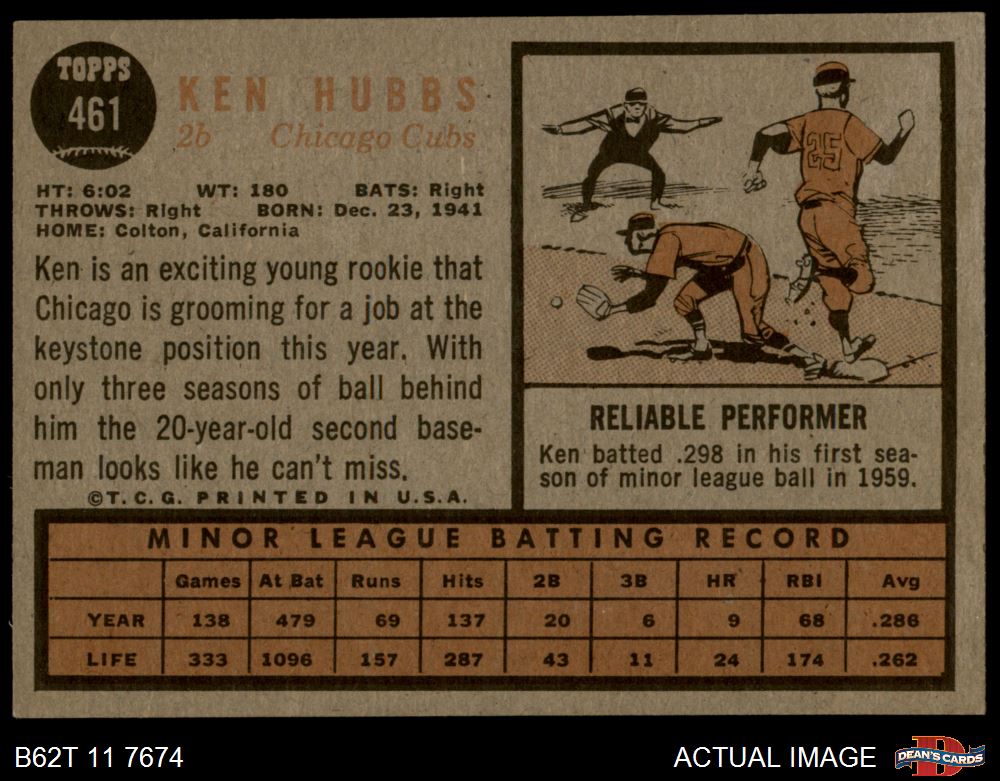 TOPPS
461
KEN HUBBS
2b Chicago Cubs
HT: 6:02 WT: 180 BATS: Right
THROWS: Right BORN: Dec. 23, 1941
HOME: Colton, California
Ken is an exciting young rookie that
Chicago is grooming for a job at the
keystone position this year. With
only three seasons of ball behind
him the 20-year-old second base-
man looks like he can't miss.
©T.C.G. PRINTED IN U.S.A.
25
RELIABLE PERFORMER
Ken batted .298 in his first sea-
son of minor league ball in 1959.
MINOR LEAGUE BATTING RECORD
Games At Bat Runs Hits 2B 3B HR RBI Avg
YEAR 138 479 69 137 20 6 9 68 .286
LIFE 333 1096 157 287 43 11 24 174 .262
B62T 11 7674
ACTUAL IMAGE
D
DEAN'S CARDS